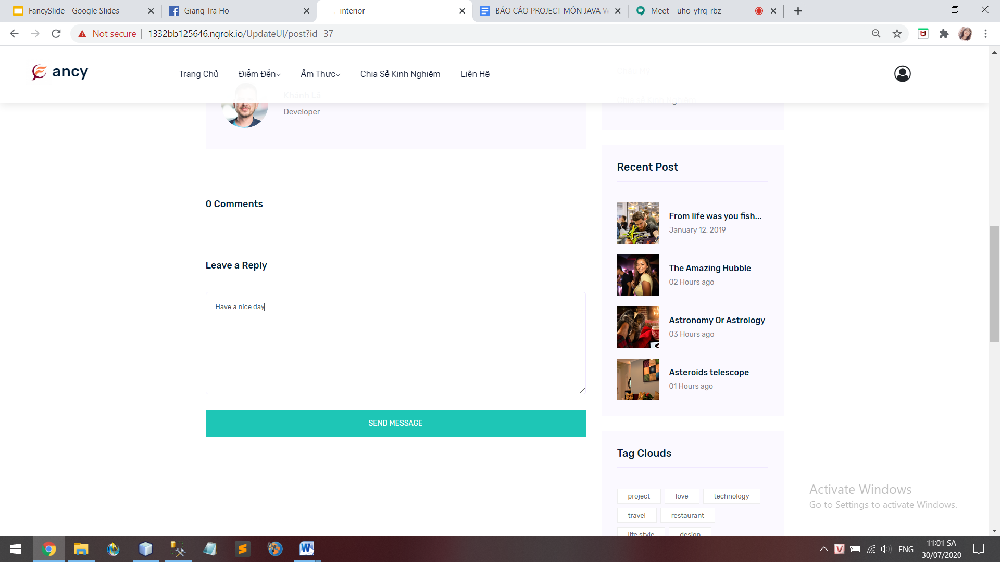 FancySlide - Google Slides
Giang Tra Ho
interior
BÁO CÁO PROJECT MÔN JAVA W
Meet – uho-yfrq-rbz
Not secure
1332bb125646.ngrok.io/UpdateUI/post?id=37
ancy
Trang Chủ
Điểm Đến
Ẩm Thực
Chia Sẻ Kinh Nghiệm
Liên Hệ
Châu Mỹ
Khánh Lã
Developer
0 Comments
Leave a Reply
Have a nice day
SEND MESSAGE
Recent Post
From life was you fish...
January 12, 2019
The Amazing Hubble
02 Hours ago
Astronomy Or Astrology
03 Hours ago
Asteroids telescope
01 Hours ago
Tag Clouds
project
love
technology
travel
restaurant
life style
design
Activate Windows
Go to Settings to activate Windows.
ENG
11:01 SA
30/07/2020